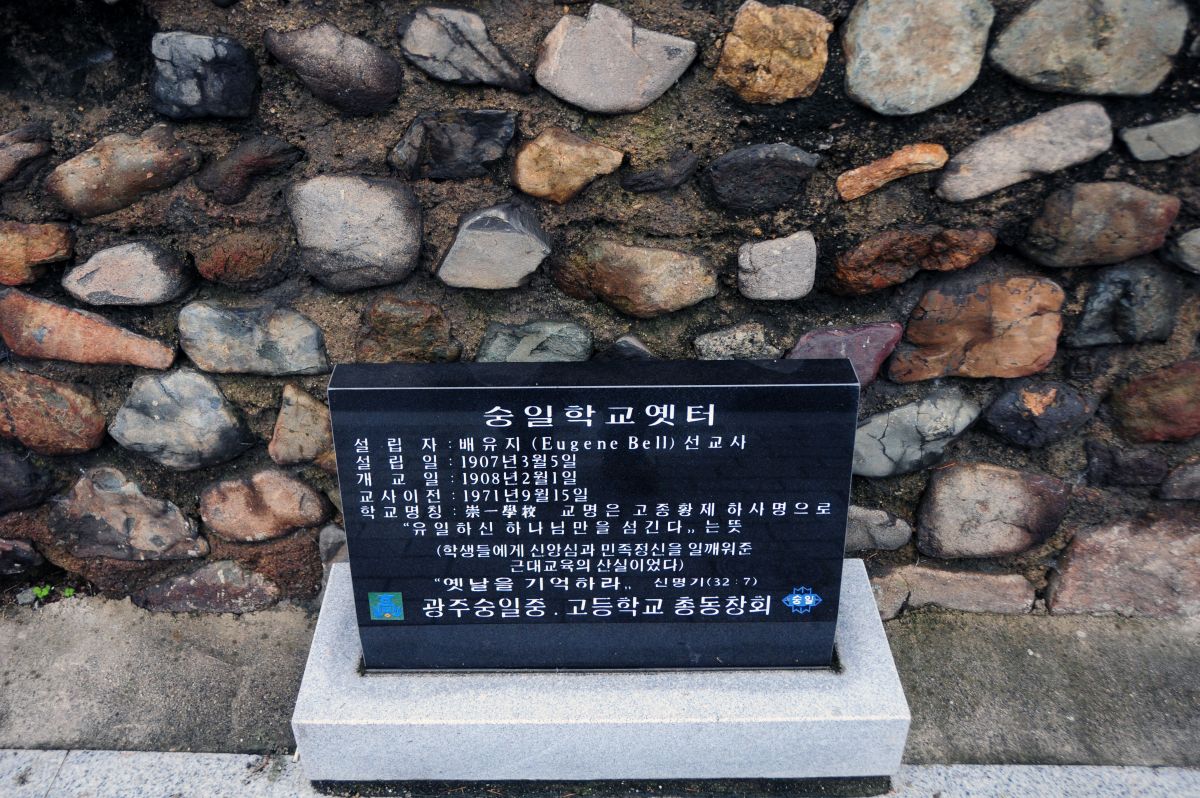 숭일학교옛터
설 립 자 : 배유지 (Eugene Bell) 선교사
설 립 일 : 1907년3월5일
개 교 일 : 1908년2월1일
교사이전 : 1971년9월15일
학교명칭 : 崇一學校 교명은 고종황제 하사명으로
“유일하신 하나님만을 섬긴다„ 는 뜻
(학생들에게 신앙심과 민족정신을 일깨워준
근대교육의 산실이었다)
“옛날을 기억하라„ 신명기(32:7)
광주숭일중 . 고등학교 총동창회
숭일